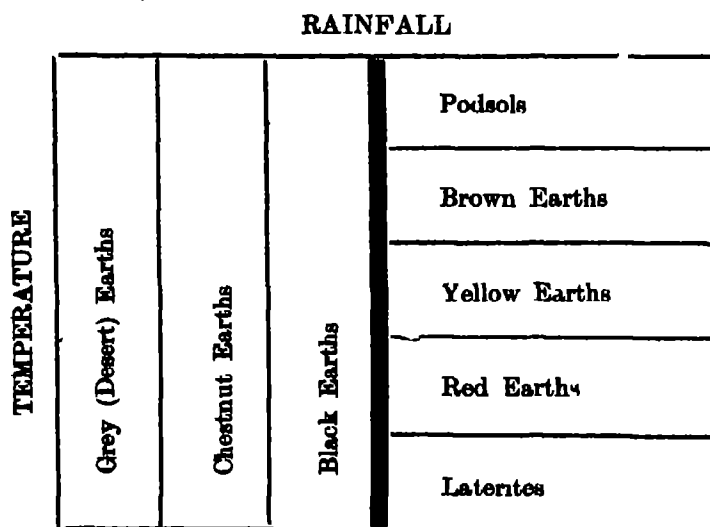 RAINFALL
TEMPERATURE
Grey (Desert) Earths
Chestnut Earths
Black Earths
Podsols
Brown Earths
Yellow Earths
Red Earths
Laterites